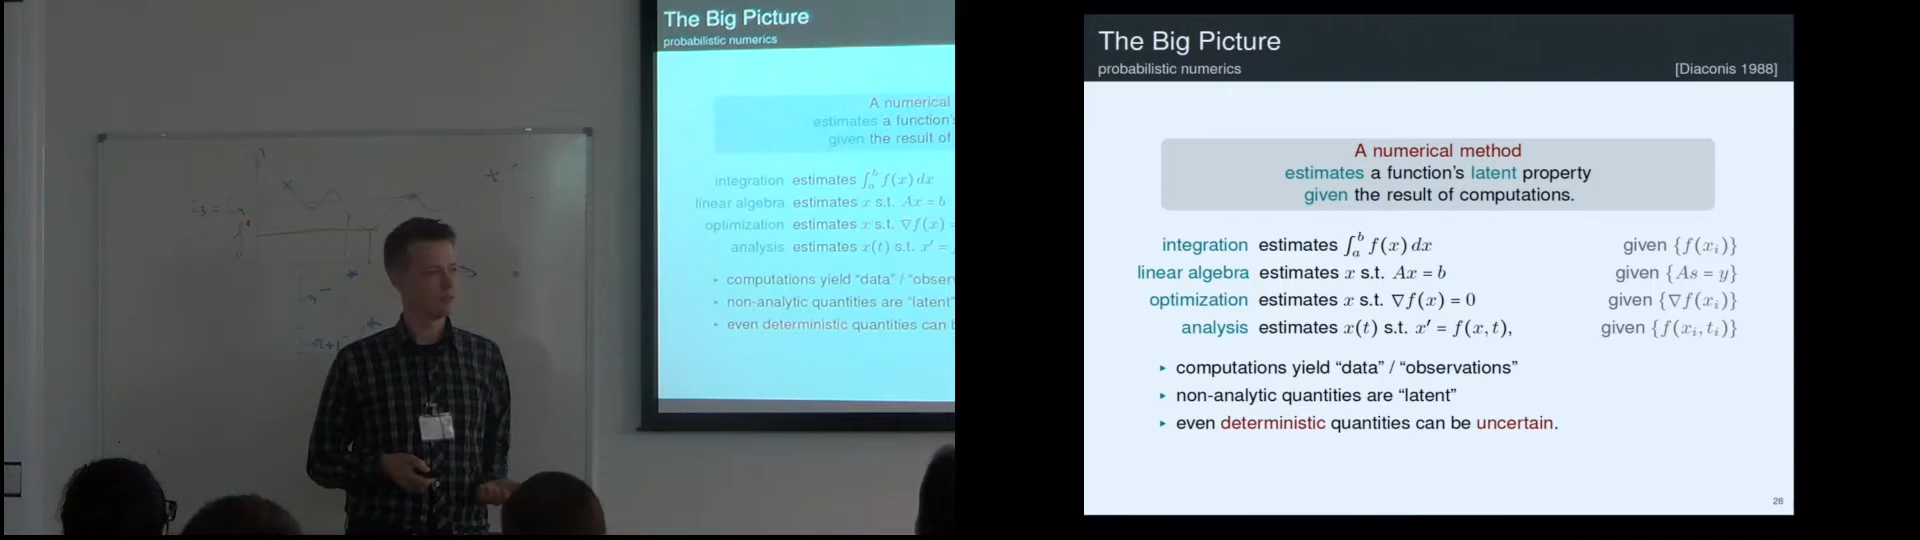 The Big Picture
probabilistic numerics
A numerical
estimates a function's
given the result of
integration estimates ∫_a^b f(x) dx
linear algebra estimates x s.t. Ax = b
optimization estimates x s.t. ∇f(x) =
analysis estimates x(t) s.t. x′ =
▸ computations yield “data” / “obser
▸ non-analytic quantities are “latent”
▸ even deterministic quantities can b
The Big Picture
probabilistic numerics [Diaconis 1988]
A numerical method
estimates a function's latent property
given the result of computations.
integration estimates ∫_a^b f(x) dx given {f(x_i)}
linear algebra estimates x s.t. Ax = b given {As = y}
optimization estimates x s.t. ∇f(x) = 0 given {∇f(x_i)}
analysis estimates x(t) s.t. x′ = f(x, t), given {f(x_i, t_i)}
▸ computations yield “data” / “observations”
▸ non-analytic quantities are “latent”
▸ even deterministic quantities can be uncertain.
28